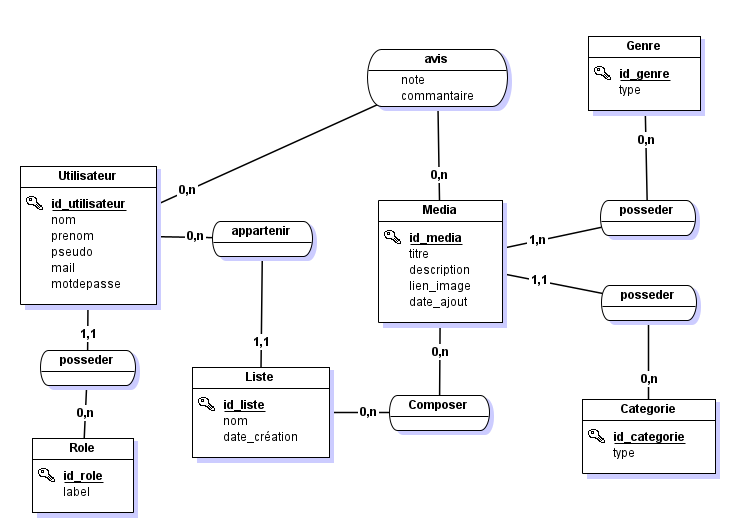 avis
note
commantaire
Genre
id_genre
type
0,n
0,n
0,n
Utilisateur
id_utilisateur
nom
prenom
pseudo
mail
motdepasse
0,n
appartenir
Media
id_media
titre
description
lien_image
date_ajout
1,n
posseder
1,1
posseder
1,1
posseder
0,n
Role
id_role
label
1,1
Liste
id_liste
nom
date_création
0,n
0,n
Composer
0,n
Categorie
id_categorie
type